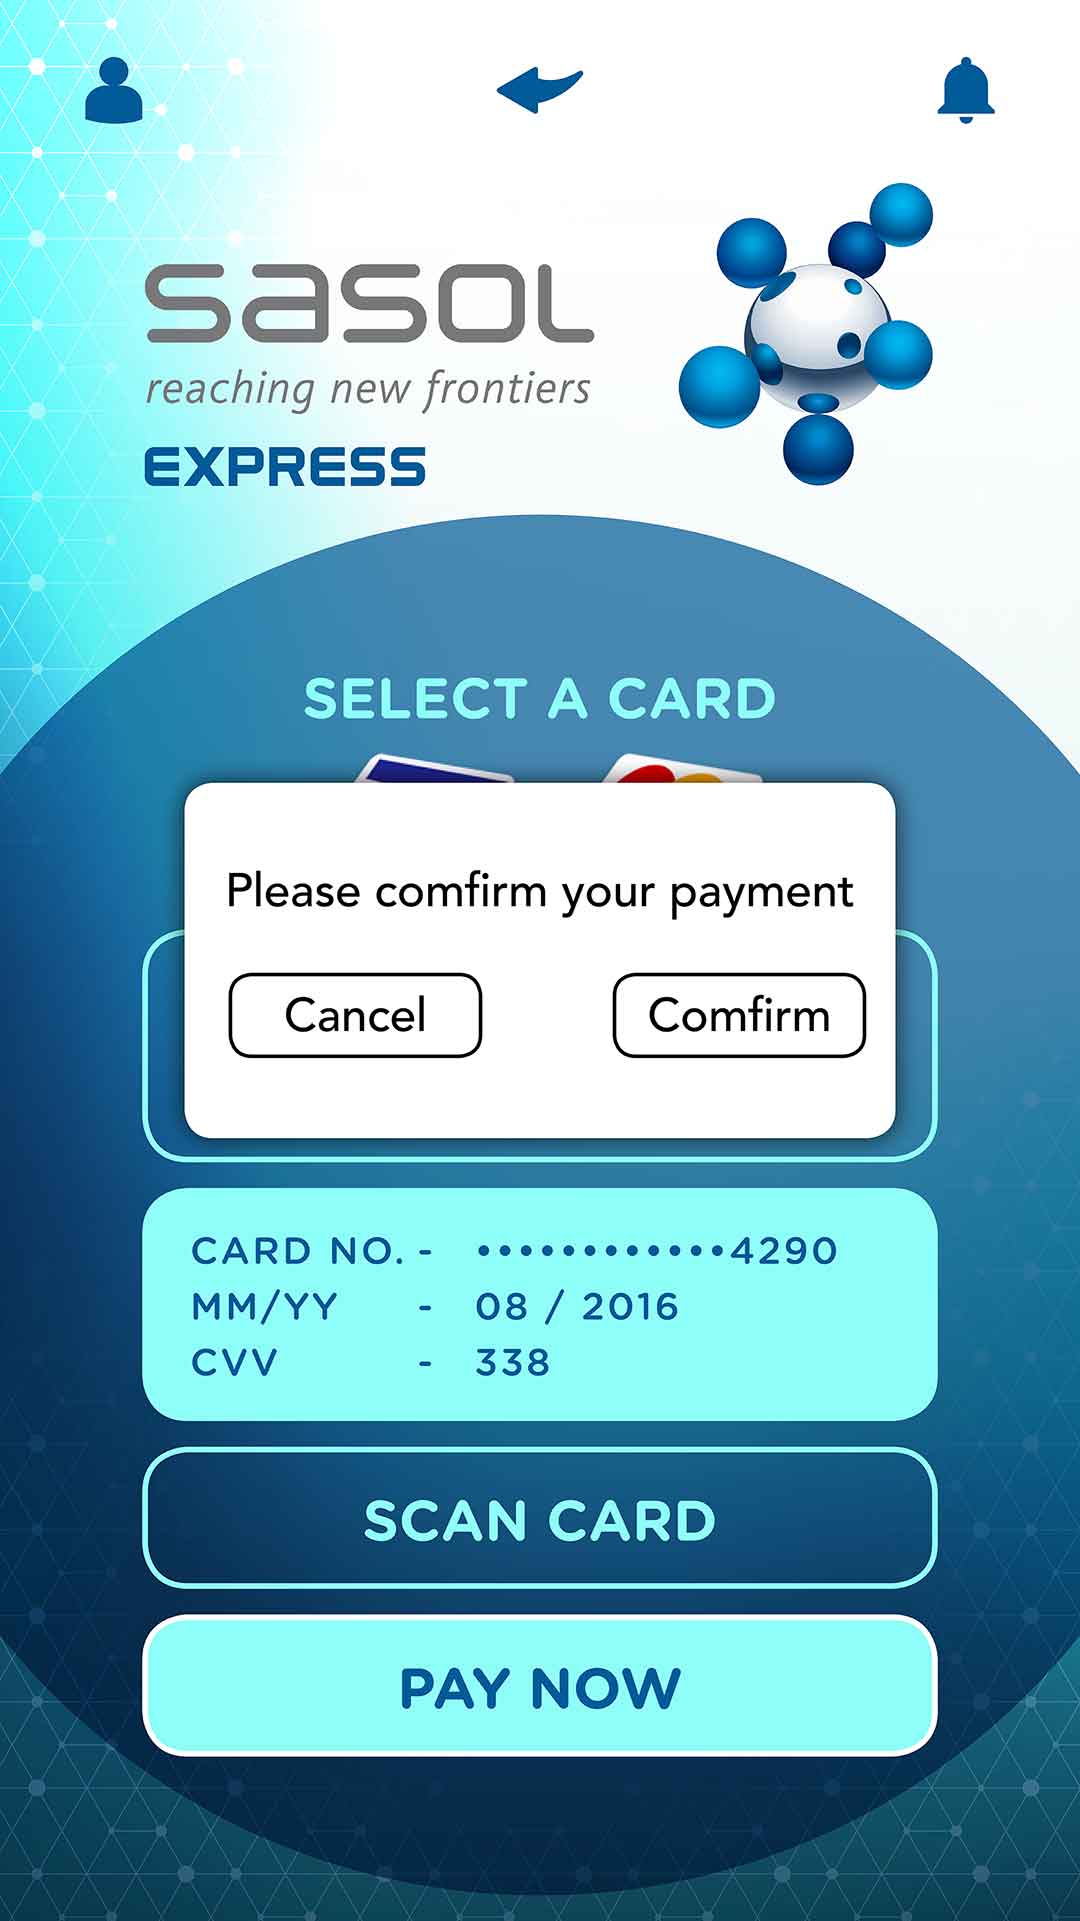 sasol
reaching new frontiers
EXPRESS
SELECT A CARD
Please comfirm your payment
Cancel Comfirm
CARD NO. - ••••••••••••4290
MM/YY - 08 / 2016
CVV - 338
SCAN CARD
PAY NOW